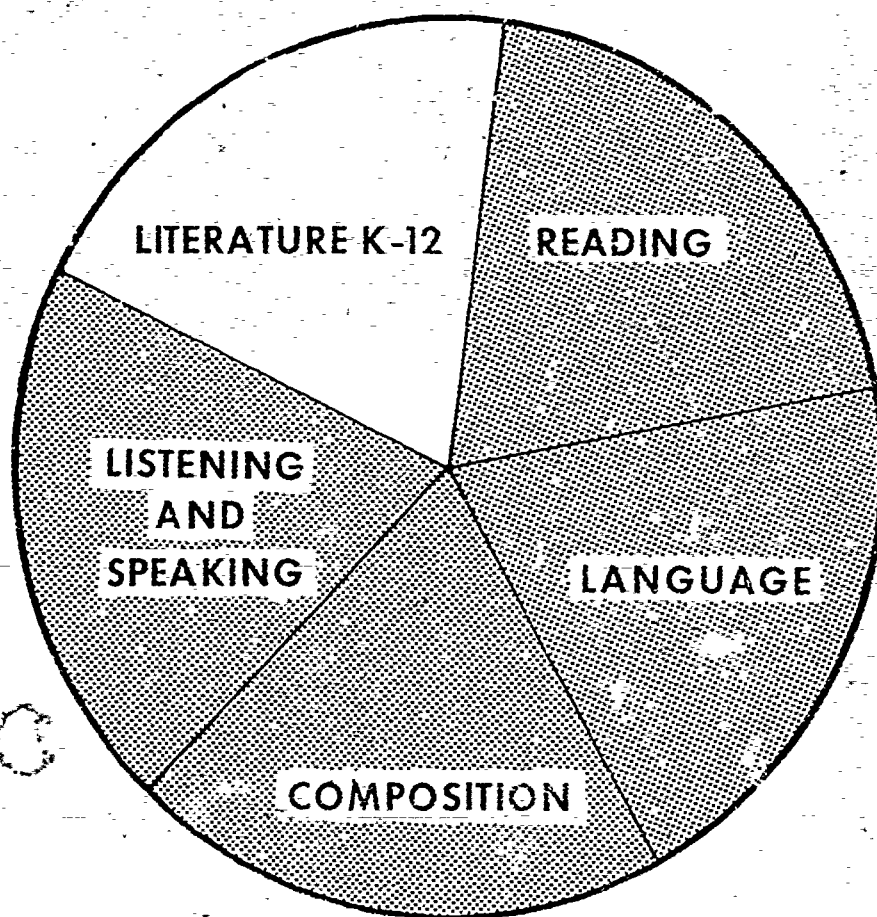 LITERATURE K-12
READING
LISTENING
AND
SPEAKING
LANGUAGE
COMPOSITION